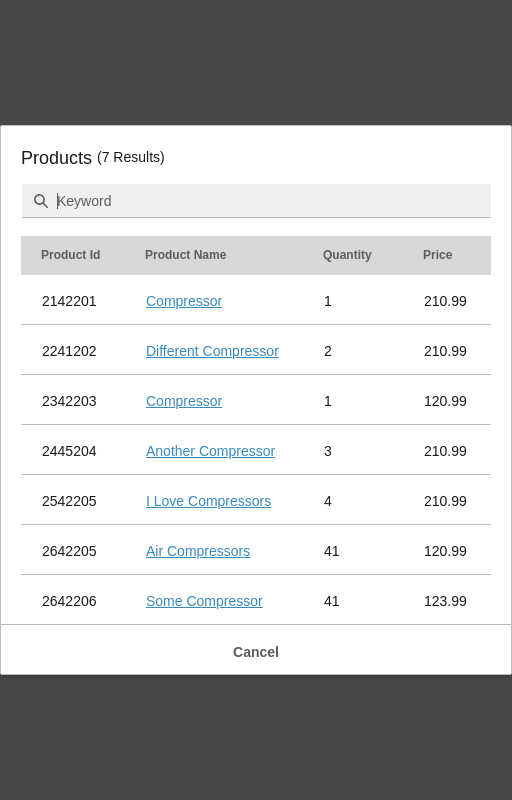 Products (7 Results)
Keyword
Product Id Product Name Quantity Price
2142201 Compressor 1 210.99
2241202 Different Compressor 2 210.99
2342203 Compressor 1 120.99
2445204 Another Compressor 3 210.99
2542205 I Love Compressors 4 210.99
2642205 Air Compressors 41 120.99
2642206 Some Compressor 41 123.99
Cancel